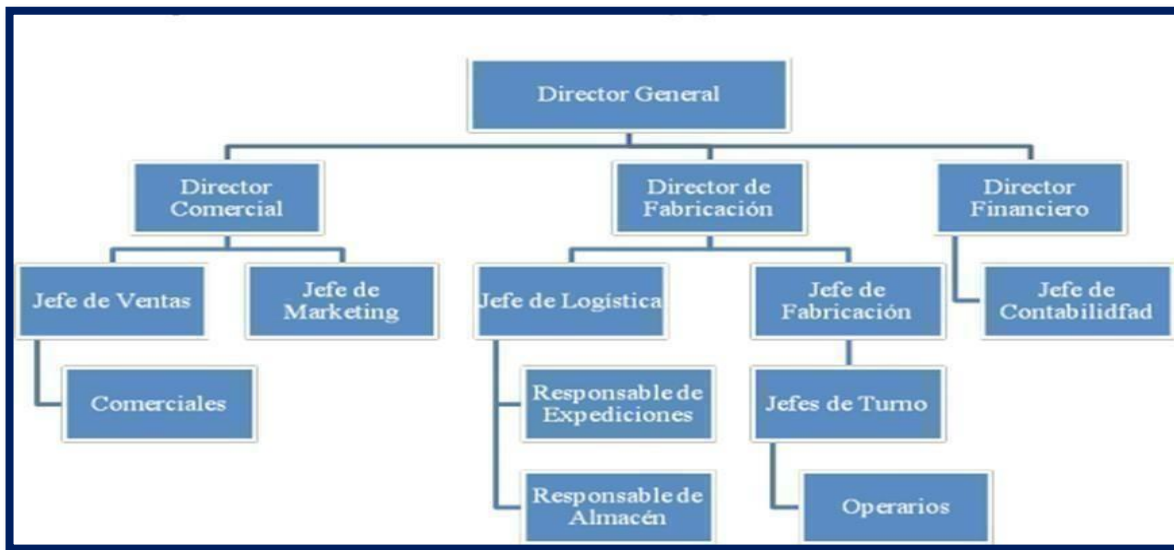 Director General
Director
Comercial
Director de
Fabricación
Director
Financiero
Jefe de Ventas
Jefe de
Marketing
Jefe de Logística
Jefe de
Fabricación
Jefe de
Contabilidfad
Comerciales
Responsable de
Expediciones
Jefes de Turno
Responsable de
Almacén
Operarios